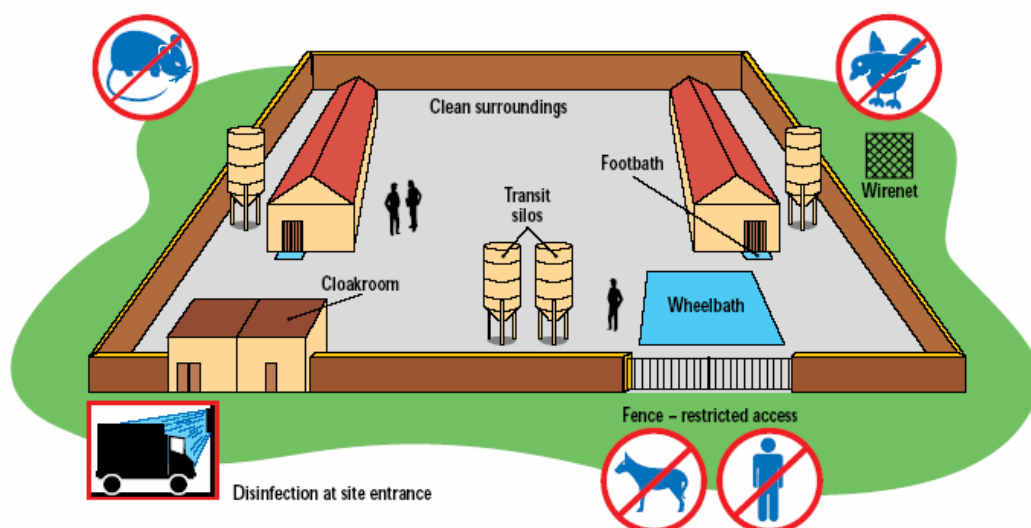 Clean surroundings
Footbath
Wirenet
Transit
silos
Cloakroom
Wheelbath
Fence – restricted access
Disinfection at site entrance